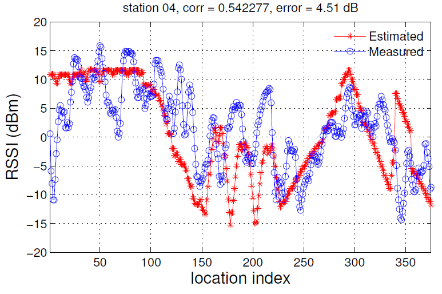 station 04, corr = 0.542277, error = 4.51 dB
20
15
10
5
0
−5
−10
−15
−20
RSSI (dBm)
Estimated
Measured
50 100 150 200 250 300 350
location index